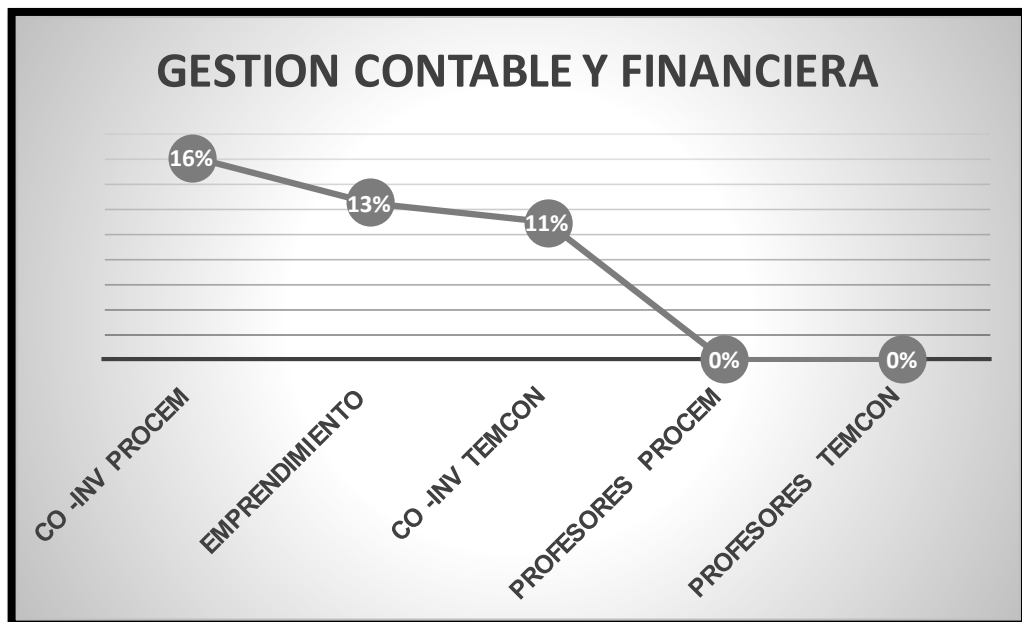 GESTION CONTABLE Y FINANCIERA
16%
13%
11%
0%
0%
CO -INV PROCEM
EMPRENDIMIENTO
CO -INV TEMCON
PROFESORES PROCEM
PROFESORES TEMCON